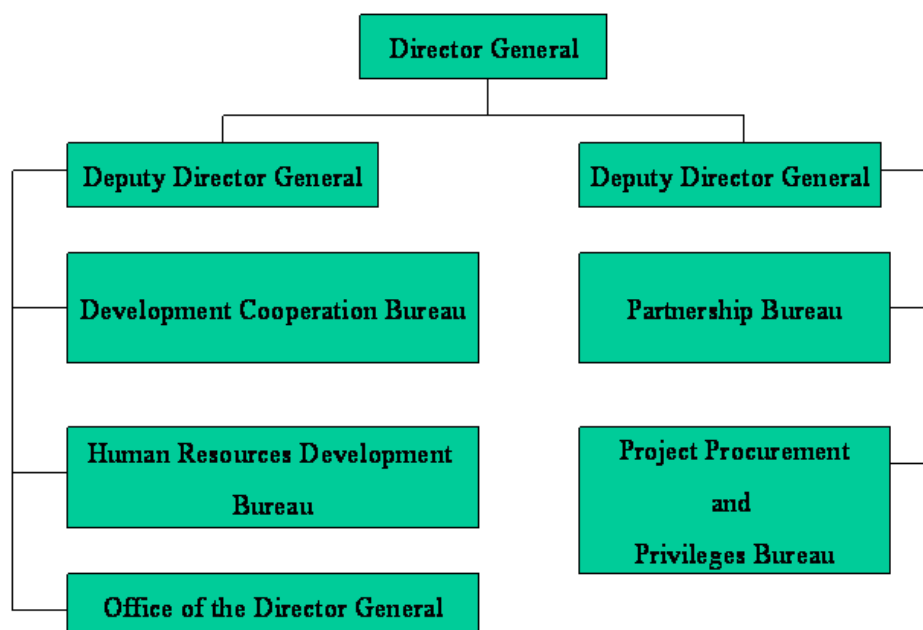 Director General
Deputy Director General
Deputy Director General
Development Cooperation Bureau
Partnership Bureau
Human Resources Development
Bureau
Project Procurement
and
Privileges Bureau
Office of the Director General